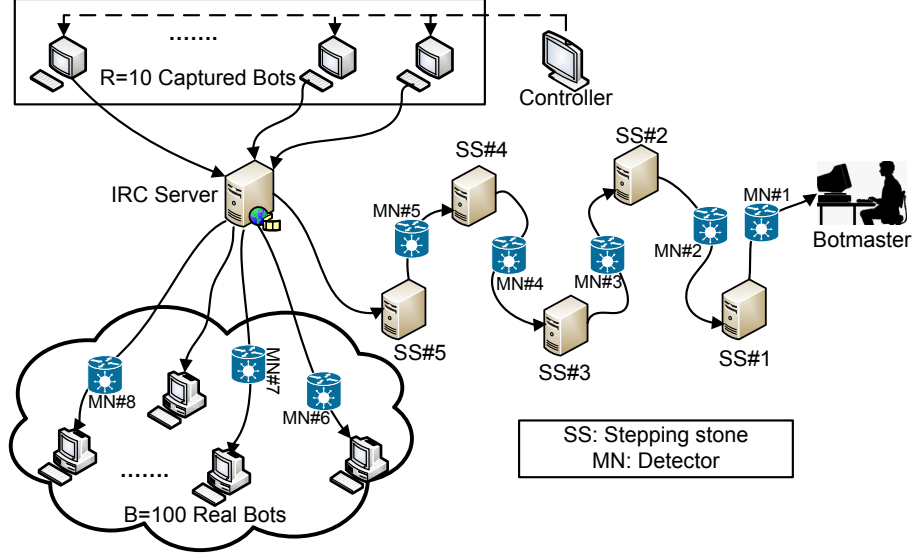 .......
R=10 Captured Bots
Controller
SS#4
SS#2
IRC Server
MN#5
MN#1
Botmaster
MN#2
MN#4
MN#3
SS#5
SS#3
SS#1
MN#7
MN#8
MN#6
SS: Stepping stone
MN: Detector
.......
B=100 Real Bots